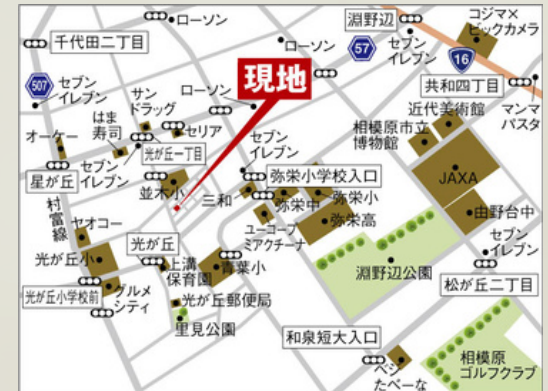 ローソン
淵野辺
コジマ×
ビックカメラ
千代田二丁目
ローソン
57
セブン
イレブン
16
現地
507
セブン
イレブン
サン
ドラッグ
ローソン
共和四丁目
近代美術館
マンマ
パスタ
はま
寿司
セリア
相模原市立
博物館
オーケー
セブン
イレブン
光が丘一丁目
セブン
イレブン
弥栄小学校入口
星が丘
並木小
三和
弥栄中
弥栄小
JAXA
村富線
弥栄高
由野台中
ヤオコー
ユーコープ
ミアクチーナ
光が丘
セブン
イレブン
光が丘小
上溝
保育園
青葉小
淵野辺公園
松が丘二丁目
光が丘小学校前
グルメ
シティ
光が丘郵便局
里見公園
和泉短大入口
相模原
ゴルフクラブ
ベジ
たべーな